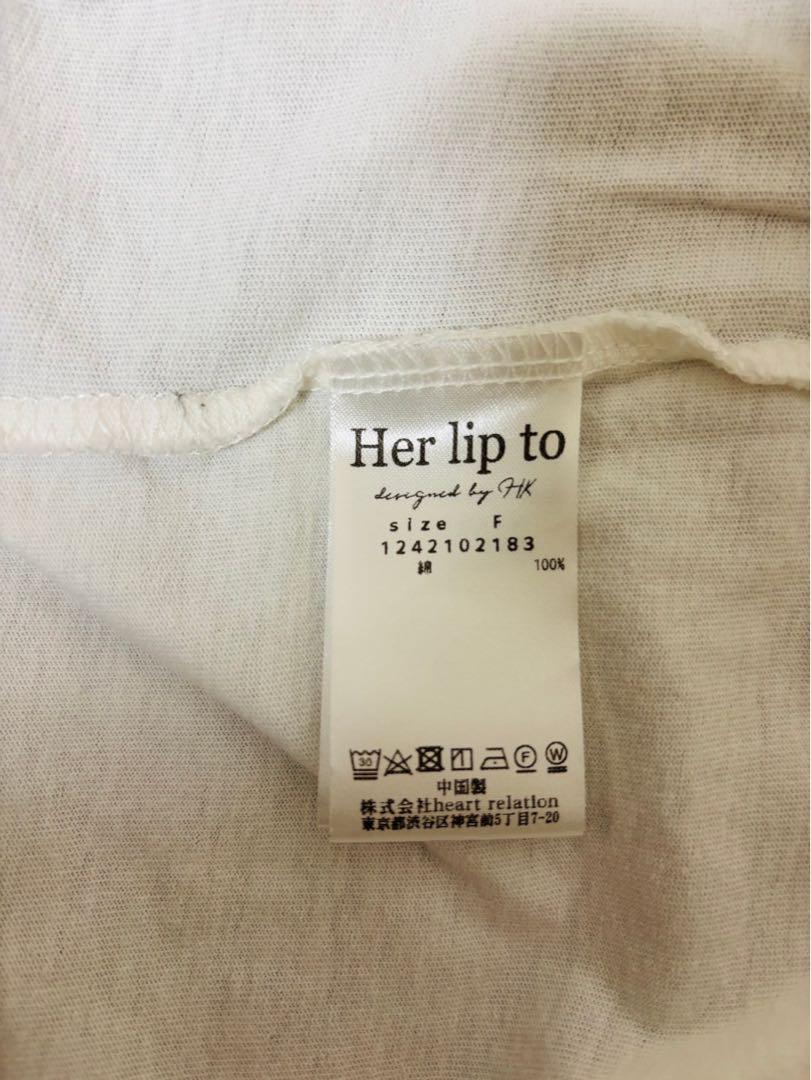 Her lip to
designed by HK
size F
1242102183
綿 100%
30 F W
中国製
株式会社heart relation
東京都渋谷区神宮前5丁目7-20